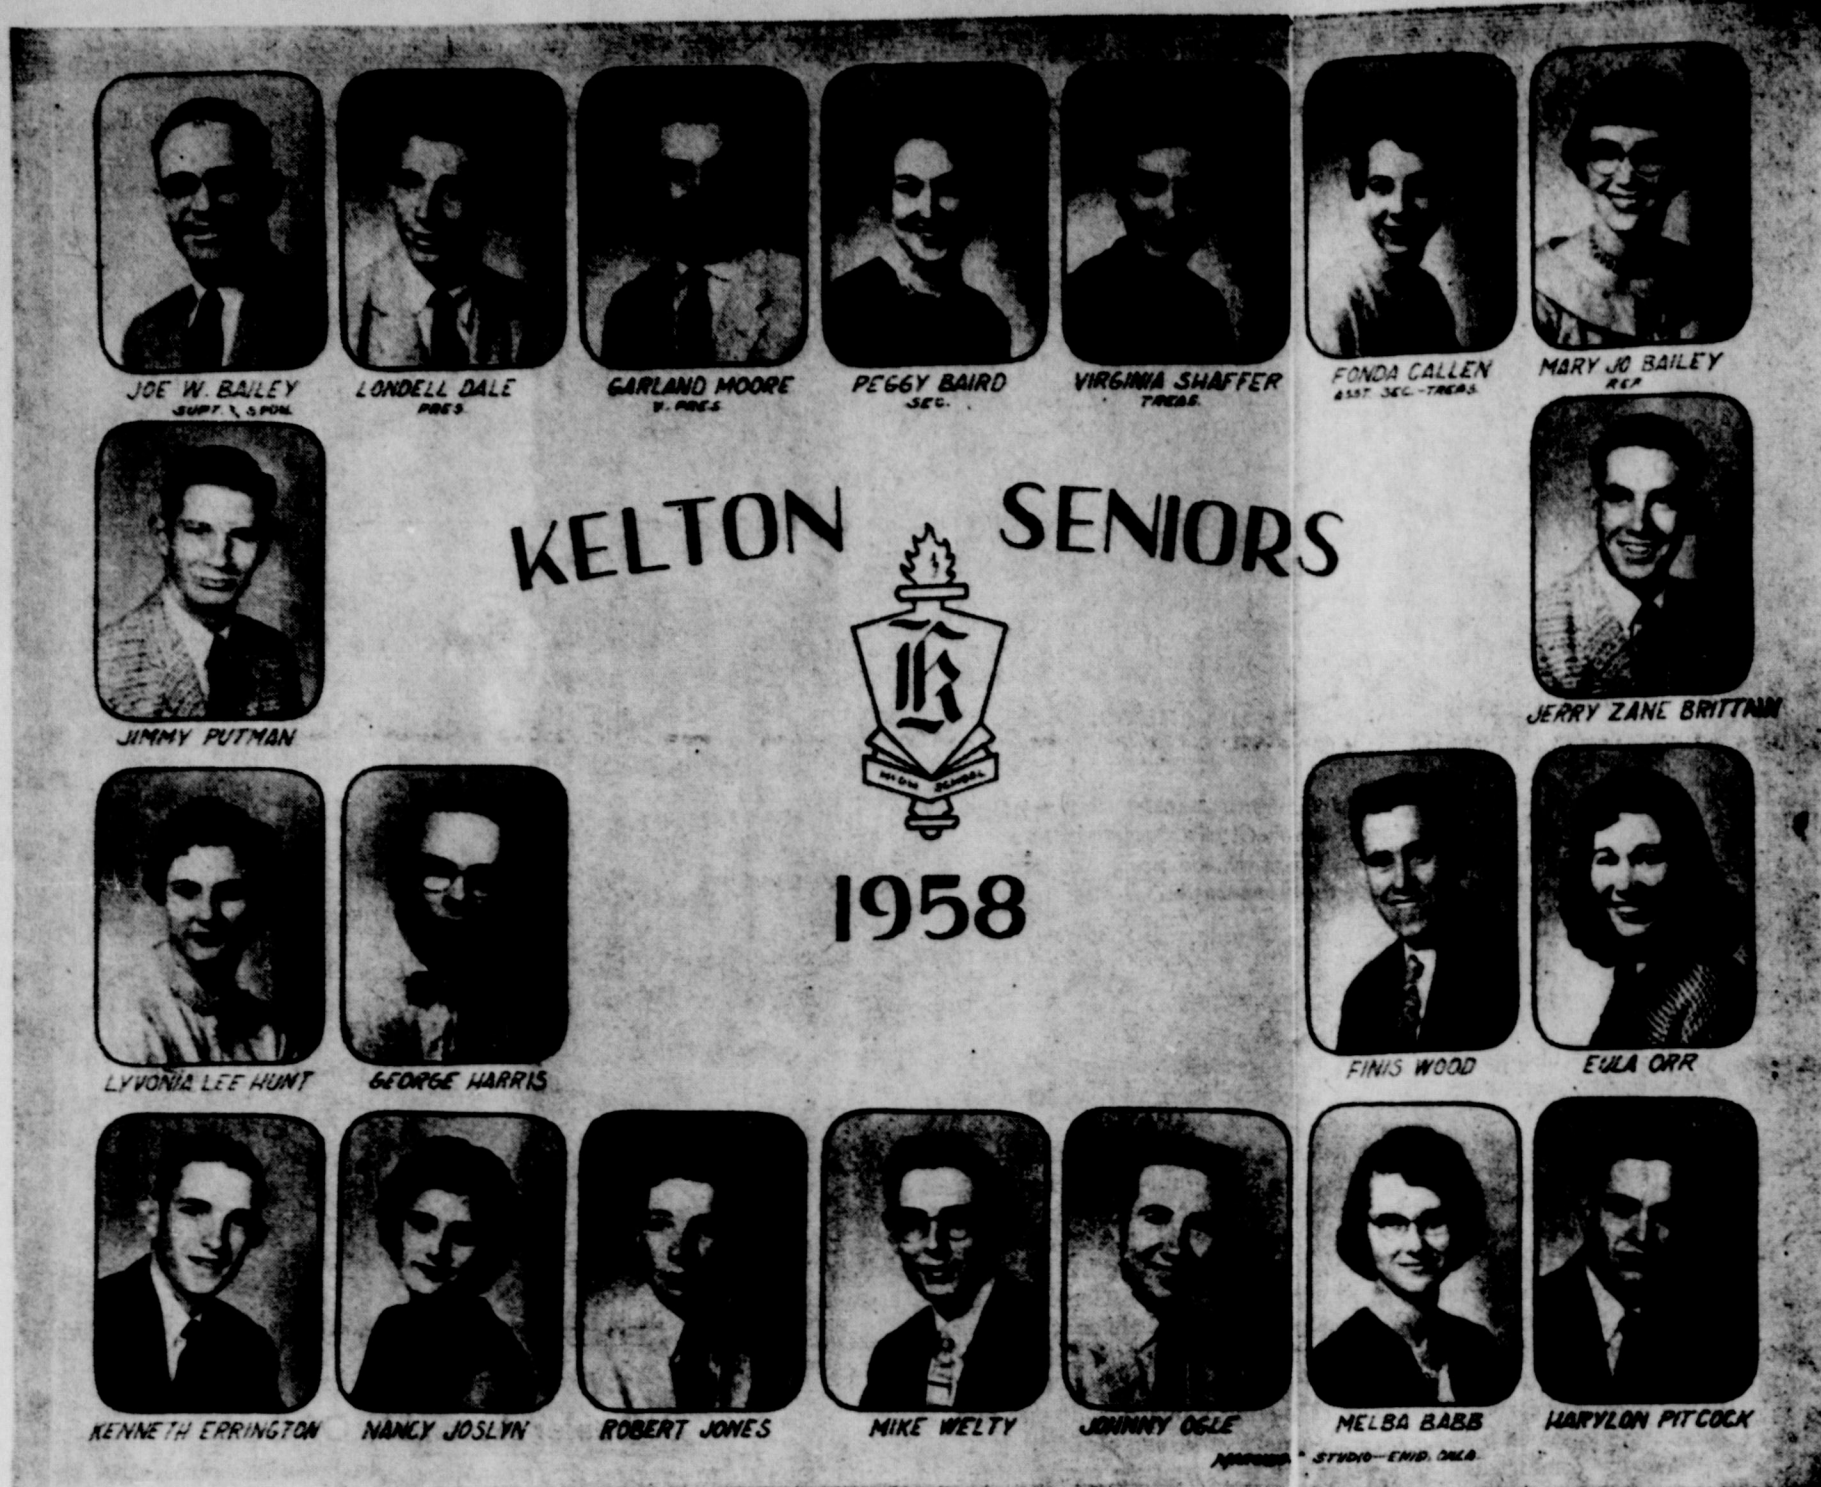 JOE W. BAILEY
SUPT. & SPON.
LONDELL DALE
PRES.
GARLAND MOORE
V. PRES.
PEGGY BAIRD
SEC.
VIRGINIA SHAFFER
TREAS.
FONDA CALLEN
ASST. SEC.-TREAS.
MARY JO BAILEY
REP.
KELTON SENIORS
K
HIGH SCHOOL
1958
JIMMY PUTMAN
JERRY ZANE BRITTAIN
LYVONIA LEE HUNT
GEORGE HARRIS
FINIS WOOD
EULA ORR
KENNETH ERRINGTON
NANCY JOSLYN
ROBERT JONES
MIKE WELTY
JOHNNY OGLE
MELBA BABB
HARYLON PITCOCK
STUDIO—ENID, OKLA.